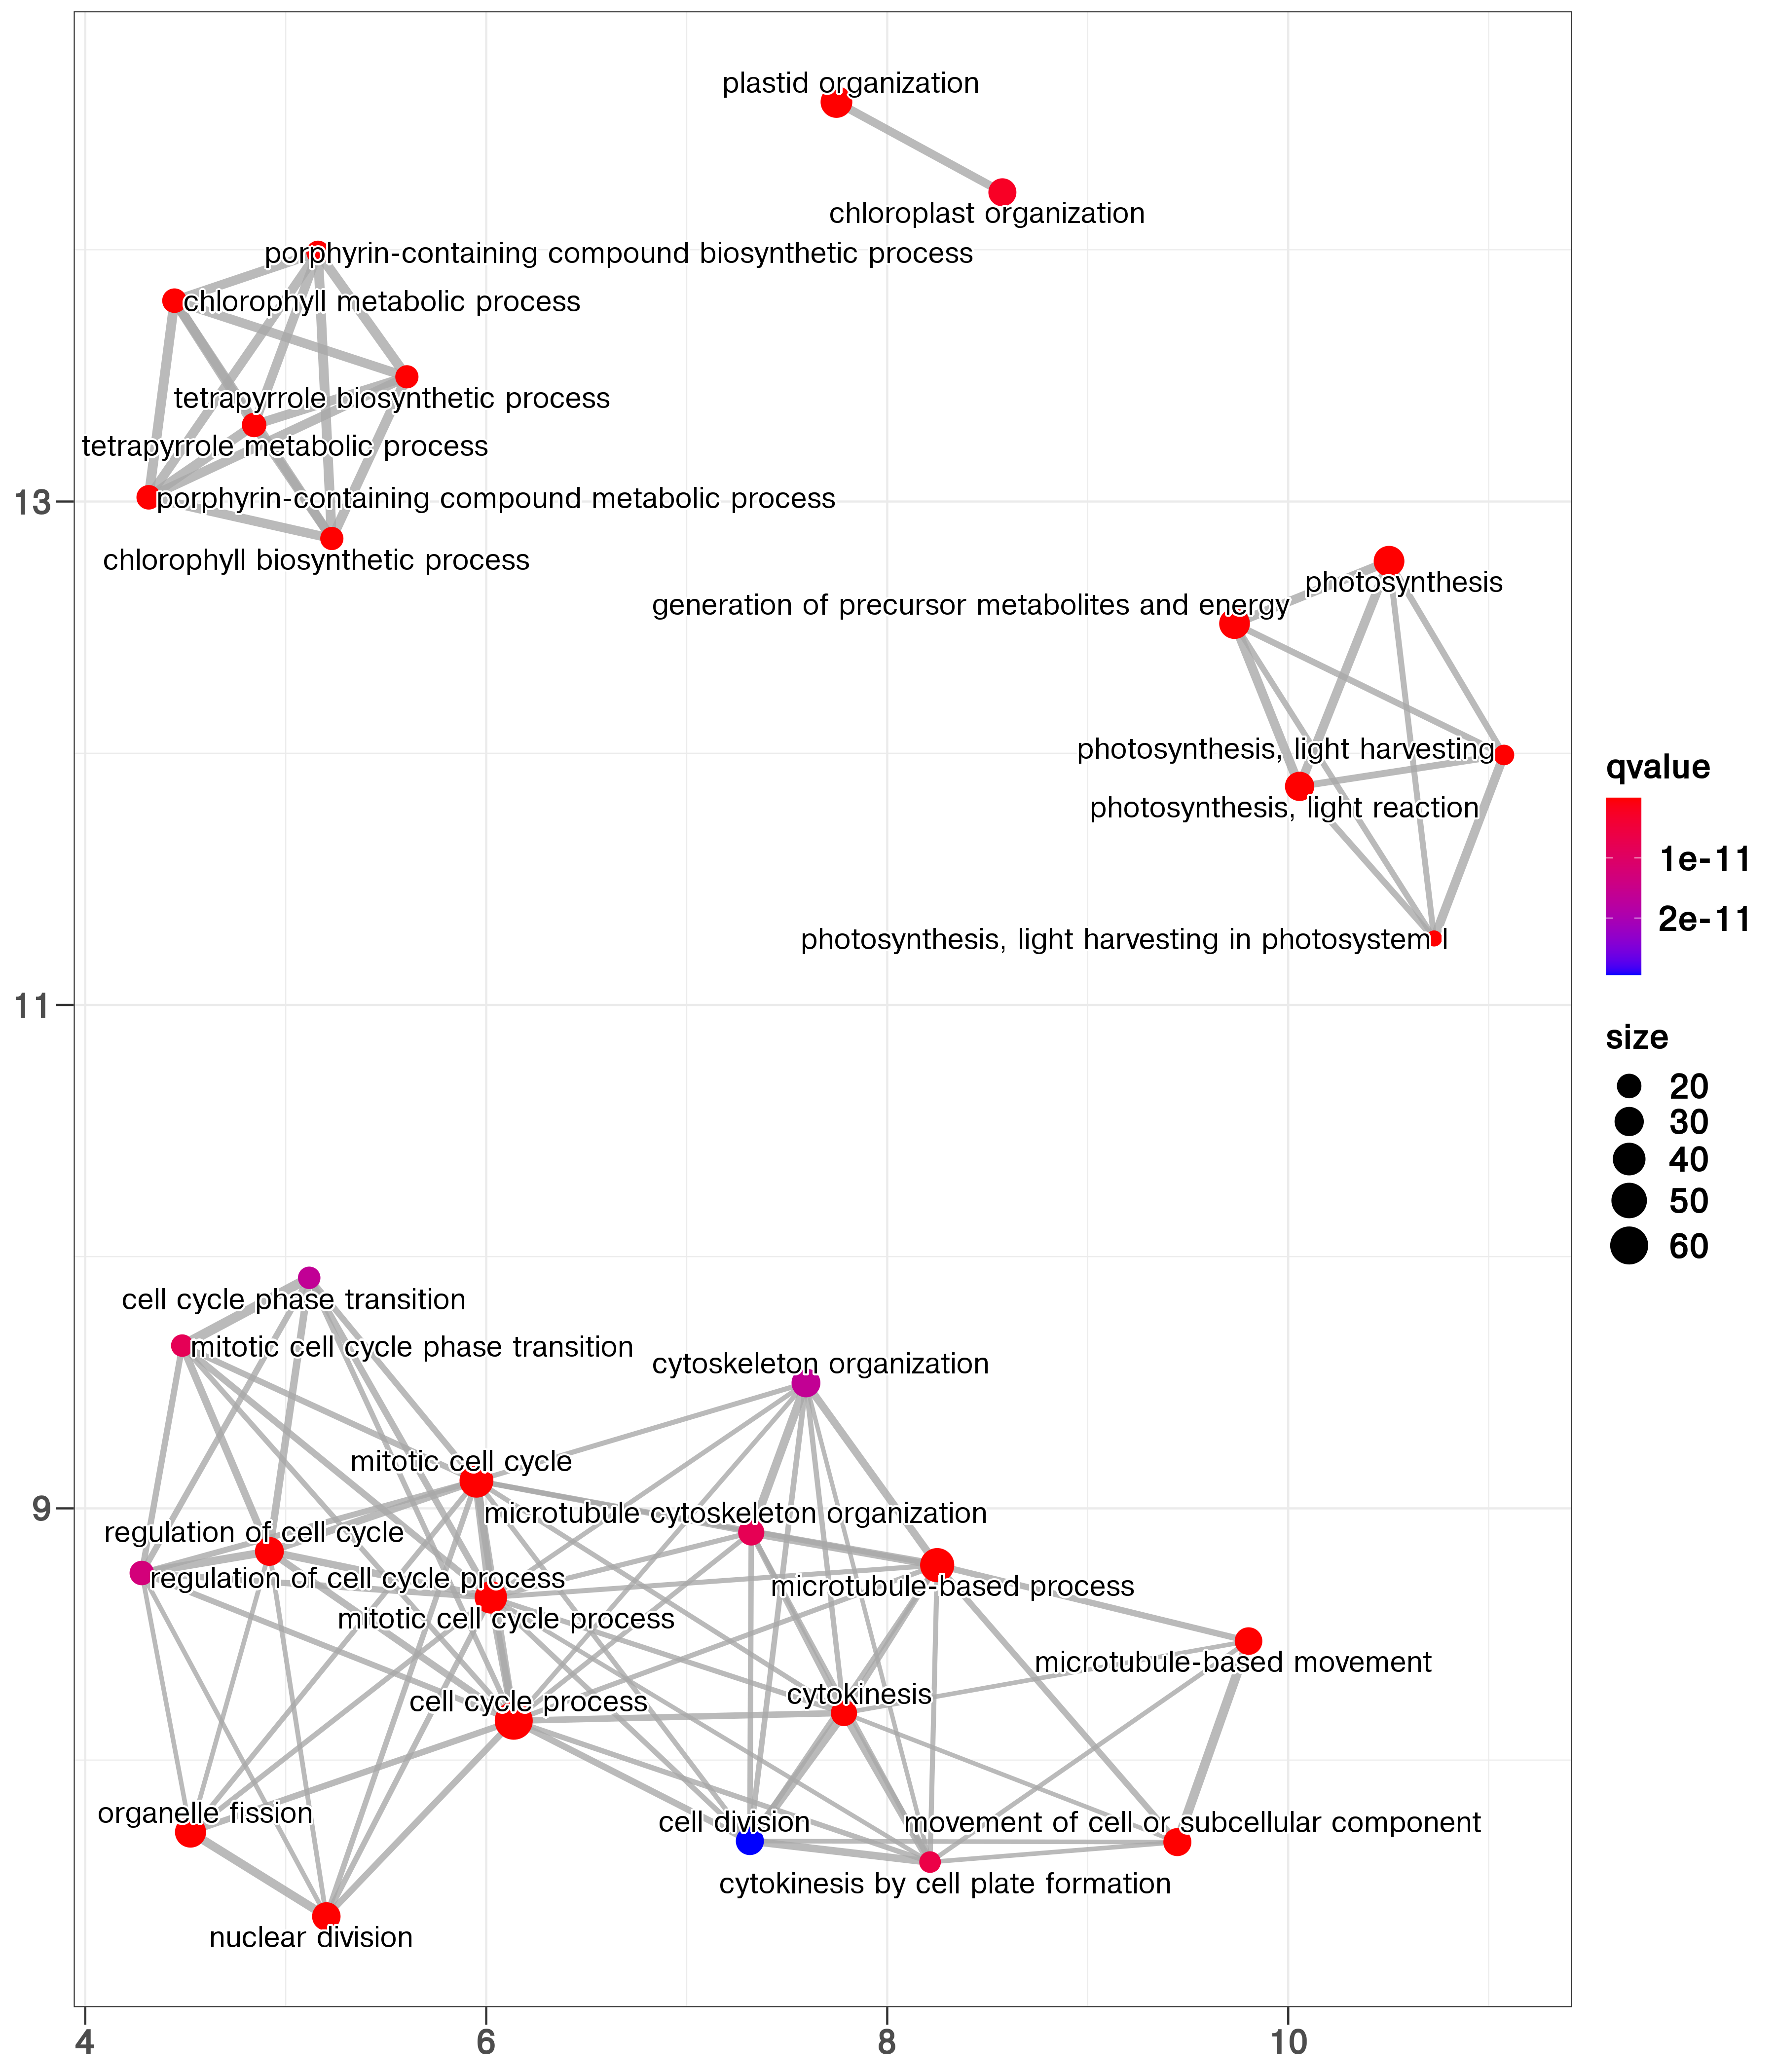 plastid organization
chloroplast organization
porphyrin-containing compound biosynthetic process
chlorophyll metabolic process
tetrapyrrole biosynthetic process
tetrapyrrole metabolic process
porphyrin-containing compound metabolic process
chlorophyll biosynthetic process
photosynthesis
generation of precursor metabolites and energy
photosynthesis, light harvesting
photosynthesis, light reaction
photosynthesis, light harvesting in photosystem I
cell cycle phase transition
mitotic cell cycle phase transition
cytoskeleton organization
mitotic cell cycle
microtubule cytoskeleton organization
regulation of cell cycle
regulation of cell cycle process
microtubule-based process
mitotic cell cycle process
microtubule-based movement
cytokinesis
cell cycle process
organelle fission
cell division
movement of cell or subcellular component
cytokinesis by cell plate formation
nuclear division
13
11
9
4
6
8
10
qvalue
1e-11
2e-11
size
20
30
40
50
60